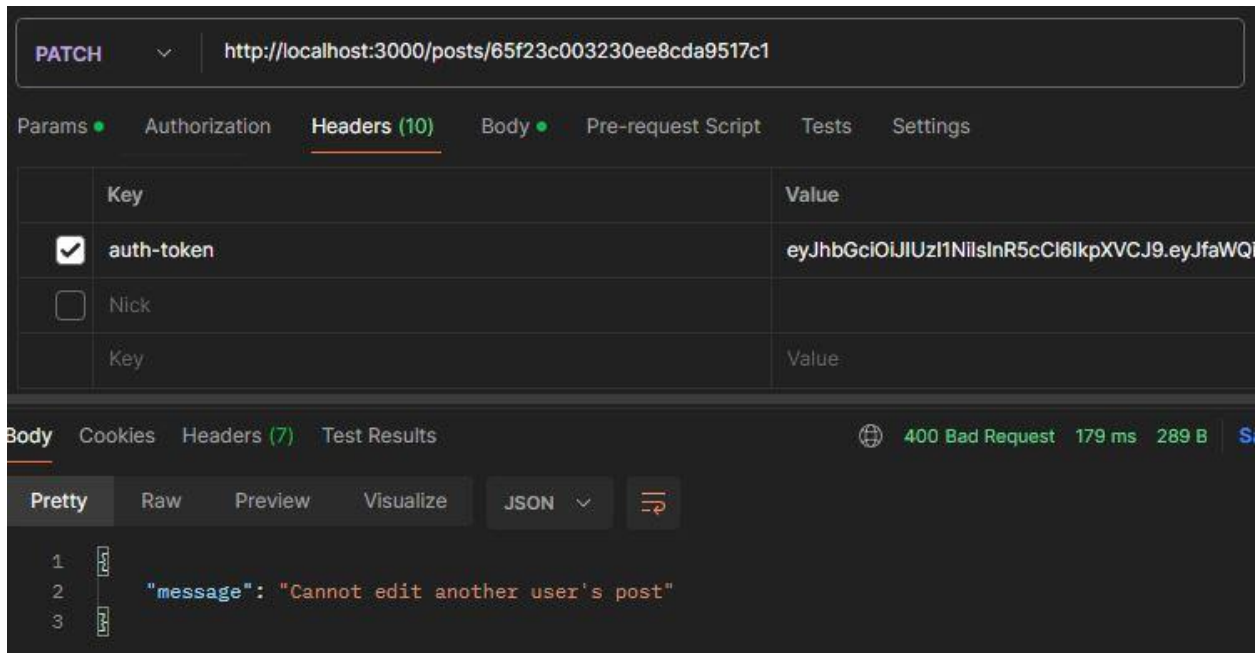 PATCH http://localhost:3000/posts/65f23c003230ee8cda9517c1
Params Authorization Headers (10) Body Pre-request Script Tests Settings
Key Value
auth-token eyJhbGciOiJIUzI1NiIsInR5cCI6IkpXVCJ9.eyJfaWQi
Nick
Key Value
Body Cookies Headers (7) Test Results 400 Bad Request 179 ms 289 B Sa
Pretty Raw Preview Visualize JSON
1 {
2 "message": "Cannot edit another user's post"
3 }